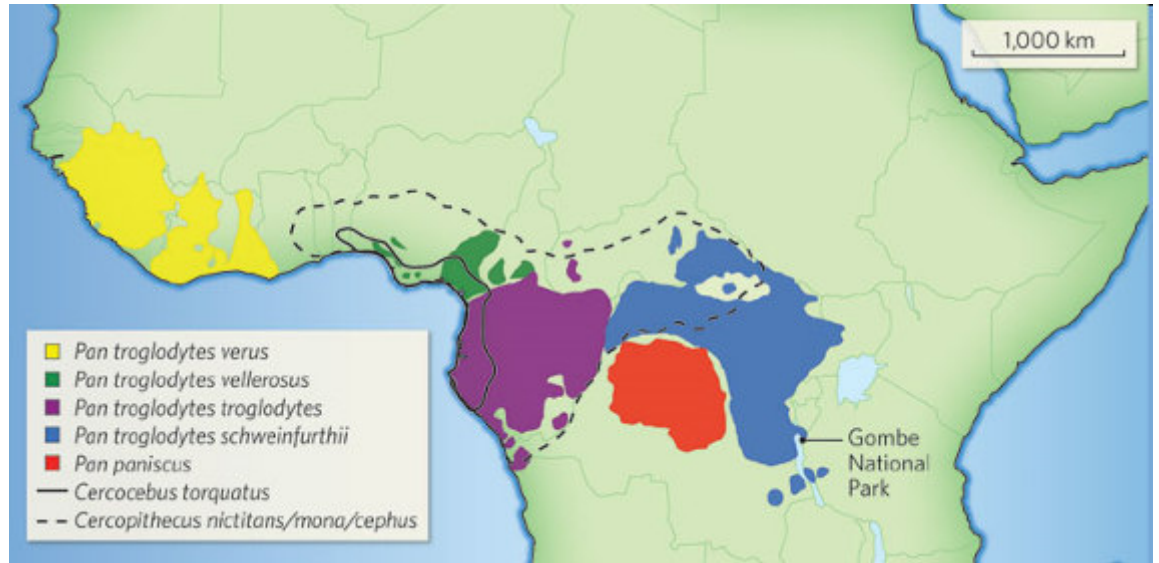 1,000 km
Pan troglodytes verus
Pan troglodytes vellerosus
Pan troglodytes troglodytes
Pan troglodytes schweinfurthii
Pan paniscus
Cercocebus torquatus
Cercopithecus nictitans/mona/cephus
Gombe
National
Park